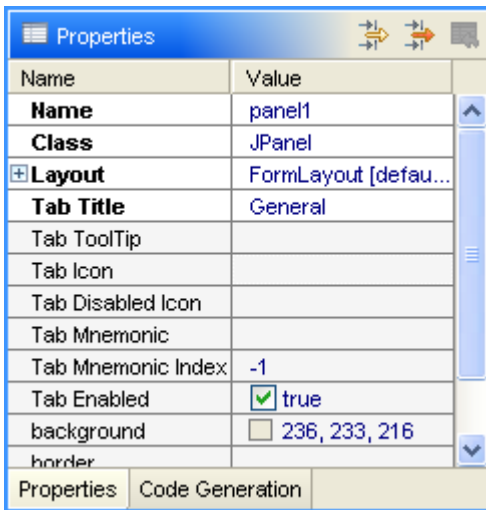 Properties
Name Value
Name panel1
Class JPanel
Layout FormLayout [defau...
Tab Title General
Tab ToolTip
Tab Icon
Tab Disabled Icon
Tab Mnemonic
Tab Mnemonic Index -1
Tab Enabled true
background 236, 233, 216
border
Properties Code Generation